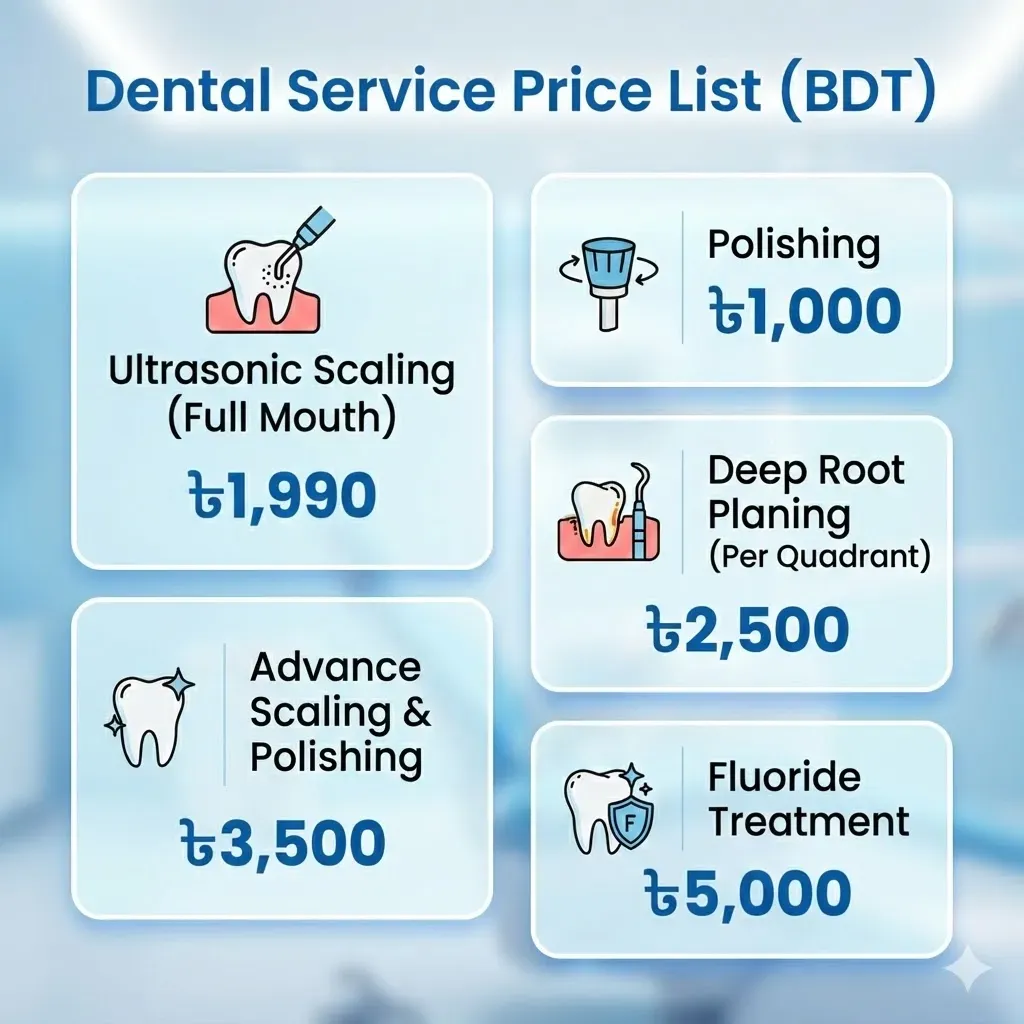 Dental Service Price List (BDT)
Ultrasonic Scaling
(Full Mouth)
৳1,990
Polishing
৳1,000
Deep Root
Planing
(Per Quadrant)
৳2,500
Advance
Scaling &
Polishing
৳3,500
Fluoride
Treatment
F
৳5,000